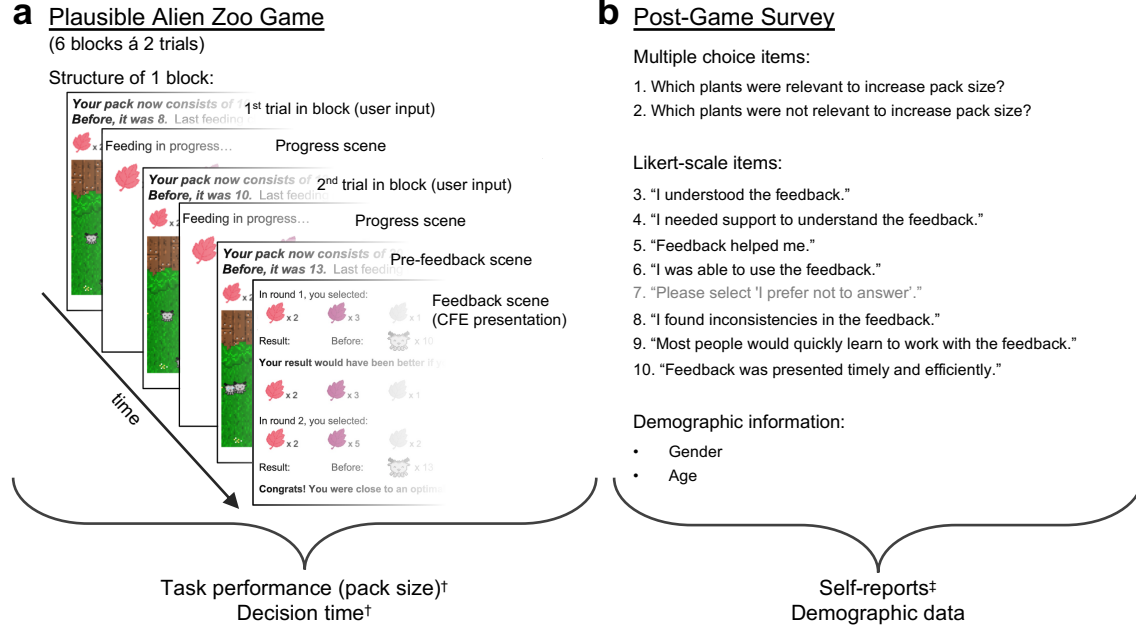 a Plausible Alien Zoo Game
(6 blocks á 2 trials)
Structure of 1 block:
Your pack now consists of
Before, it was 8. Last feeding
1st trial in block (user input)
x 2
Feeding in progress…
Progress scene
Your pack now consists of
Before, it was 10. Last feeding
2nd trial in block (user input)
x 2
Feeding in progress…
Progress scene
Your pack now consists of
Before, it was 13. Last feeding
Pre-feedback scene
x 2
Feedback scene
(CFE presentation)
In round 1, you selected:
x 2 x 3 x 1
Result: Before: x 10
Your result would have been better if
x 2 x 3 x 1
In round 2, you selected:
x 2 x 5 x 2
Result: Before: x 13
Congrats! You were close to an
time
Task performance (pack size)†
Decision time†
b Post-Game Survey
Multiple choice items:
1. Which plants were relevant to increase pack size?
2. Which plants were not relevant to increase pack size?
Likert-scale items:
3. “I understood the feedback.”
4. “I needed support to understand the feedback.”
5. “Feedback helped me.”
6. “I was able to use the feedback.”
7. “Please select 'I prefer not to answer’.”
8. “I found inconsistencies in the feedback.”
9. “Most people would quickly learn to work with the feedback.”
10. “Feedback was presented timely and efficiently.”
Demographic information:
• Gender
• Age
Self-reports‡
Demographic data